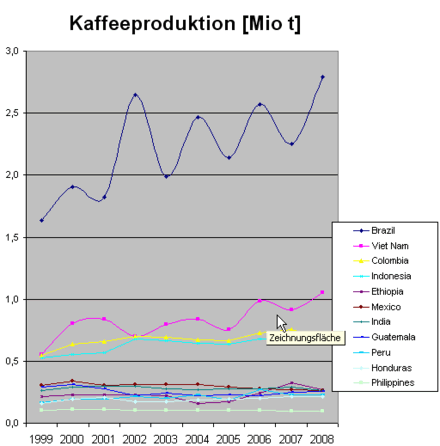 Kaffeeproduktion [Mio t]
3,0
2,5
2,0
1,5
1,0
0,5
0,0
1999 2000 2001 2002 2003 2004 2005 2006 2007 2008
Brazil
Viet Nam
Colombia
Indonesia
Ethiopia
Mexico
India
Guatemala
Peru
Honduras
Philippines
Zeichnungsfläche